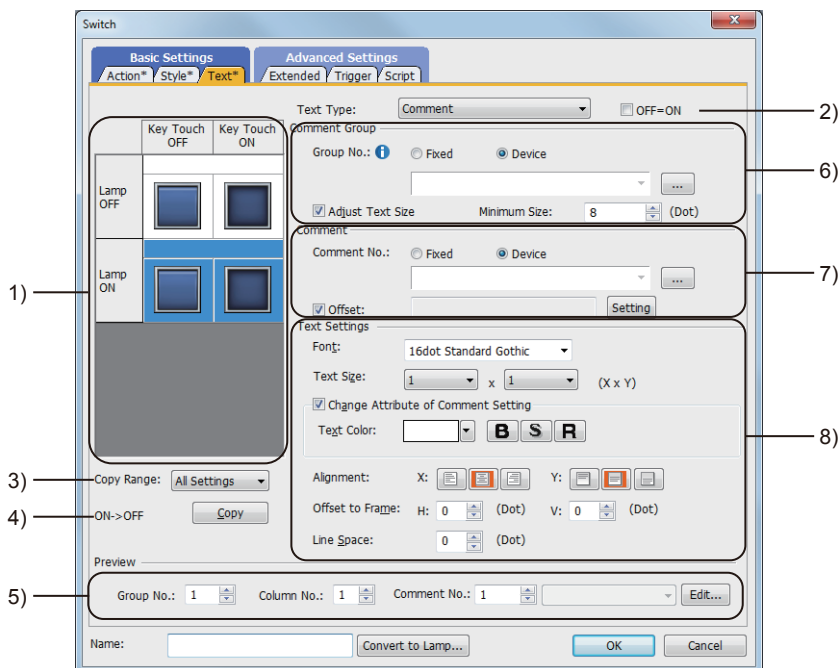 Switch
X
Basic Settings Advanced Settings
Action* Style* Text* Extended Trigger Script
Text Type: Comment OFF=ON 2)
Key Touch OFF Key Touch ON
Comment Group
Group No.: i Fixed Device
...
6)
Lamp OFF
Adjust Text Size Minimum Size: 8 (Dot)
Comment
Comment No.: Fixed Device
...
7)
Lamp ON
1)
Offset: Setting
Text Settings
Font: 16dot Standard Gothic
Text Size: 1 x 1 (X x Y)
Change Attribute of Comment Setting
Text Color: B S R
8)
Alignment: X: Y:
3) Copy Range: All Settings
Offset to Frame: H: 0 (Dot) V: 0 (Dot)
4) ON->OFF Copy
Line Space: 0 (Dot)
Preview
5) Group No.: 1 Column No.: 1 Comment No.: 1 Edit...
Name: Convert to Lamp... OK Cancel